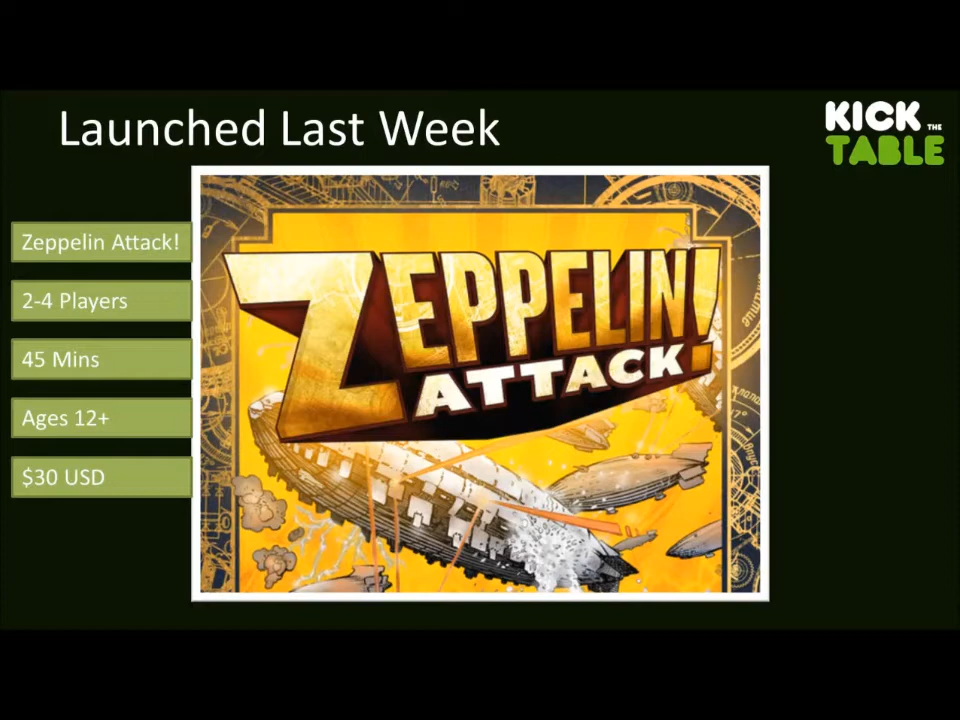 Launched Last Week
KICK THE
TABLE
Zeppelin Attack!
2-4 Players
45 Mins
Ages 12+
$30 USD
ZEPPELIN!
ATTACK